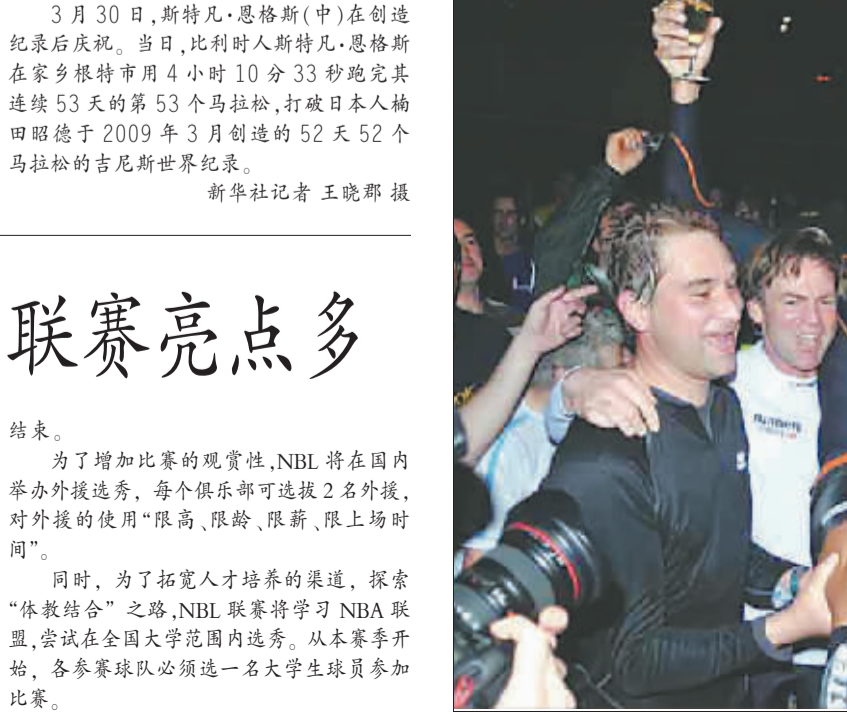 3 月 30 日,斯特凡·恩格斯(中)在创造
纪录后庆祝。当日,比利时人斯特凡·恩格斯
在家乡根特市用 4 小时 10 分 33 秒跑完其
连续 53 天的第 53 个马拉松,打破日本人楠
田昭德于 2009 年 3 月创造的 52 天 52 个
马拉松的吉尼斯世界纪录。
新华社记者 王晓郡 摄
联赛亮点多
结束。
为了增加比赛的观赏性,NBL 将在国内
举办外援选秀，每个俱乐部可选拔 2 名外援,
对外援的使用“限高、限龄、限薪、限上场时
间”。
同时，为了拓宽人才培养的渠道，探索
“体教结合”之路,NBL 联赛将学习 NBA 联
盟,尝试在全国大学范围内选秀。从本赛季开
始，各参赛球队必须选一名大学生球员参加
比赛。